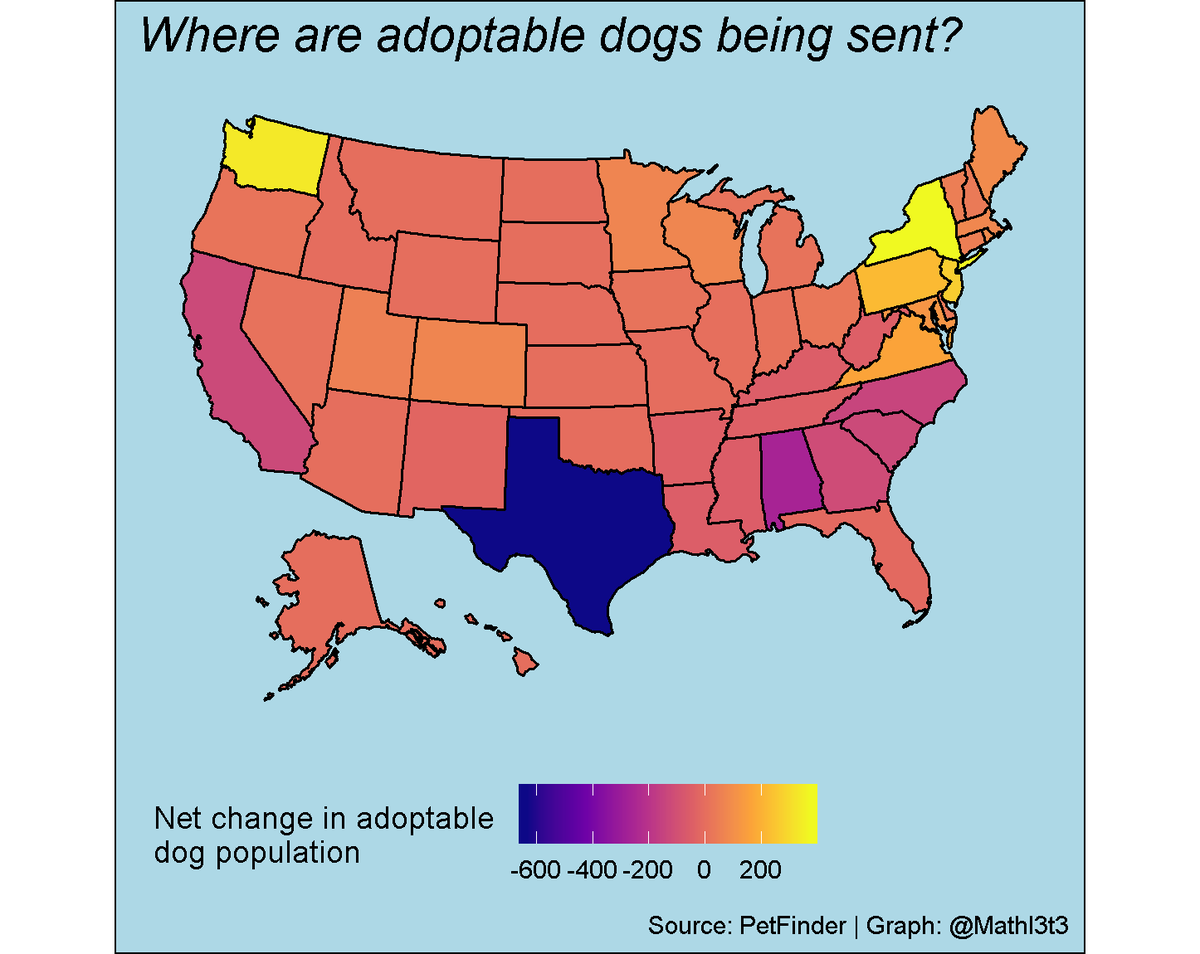 Where are adoptable dogs being sent?
Net change in adoptable
dog population
-600 -400 -200 0 200
Source: PetFinder | Graph: @Mathl3t3